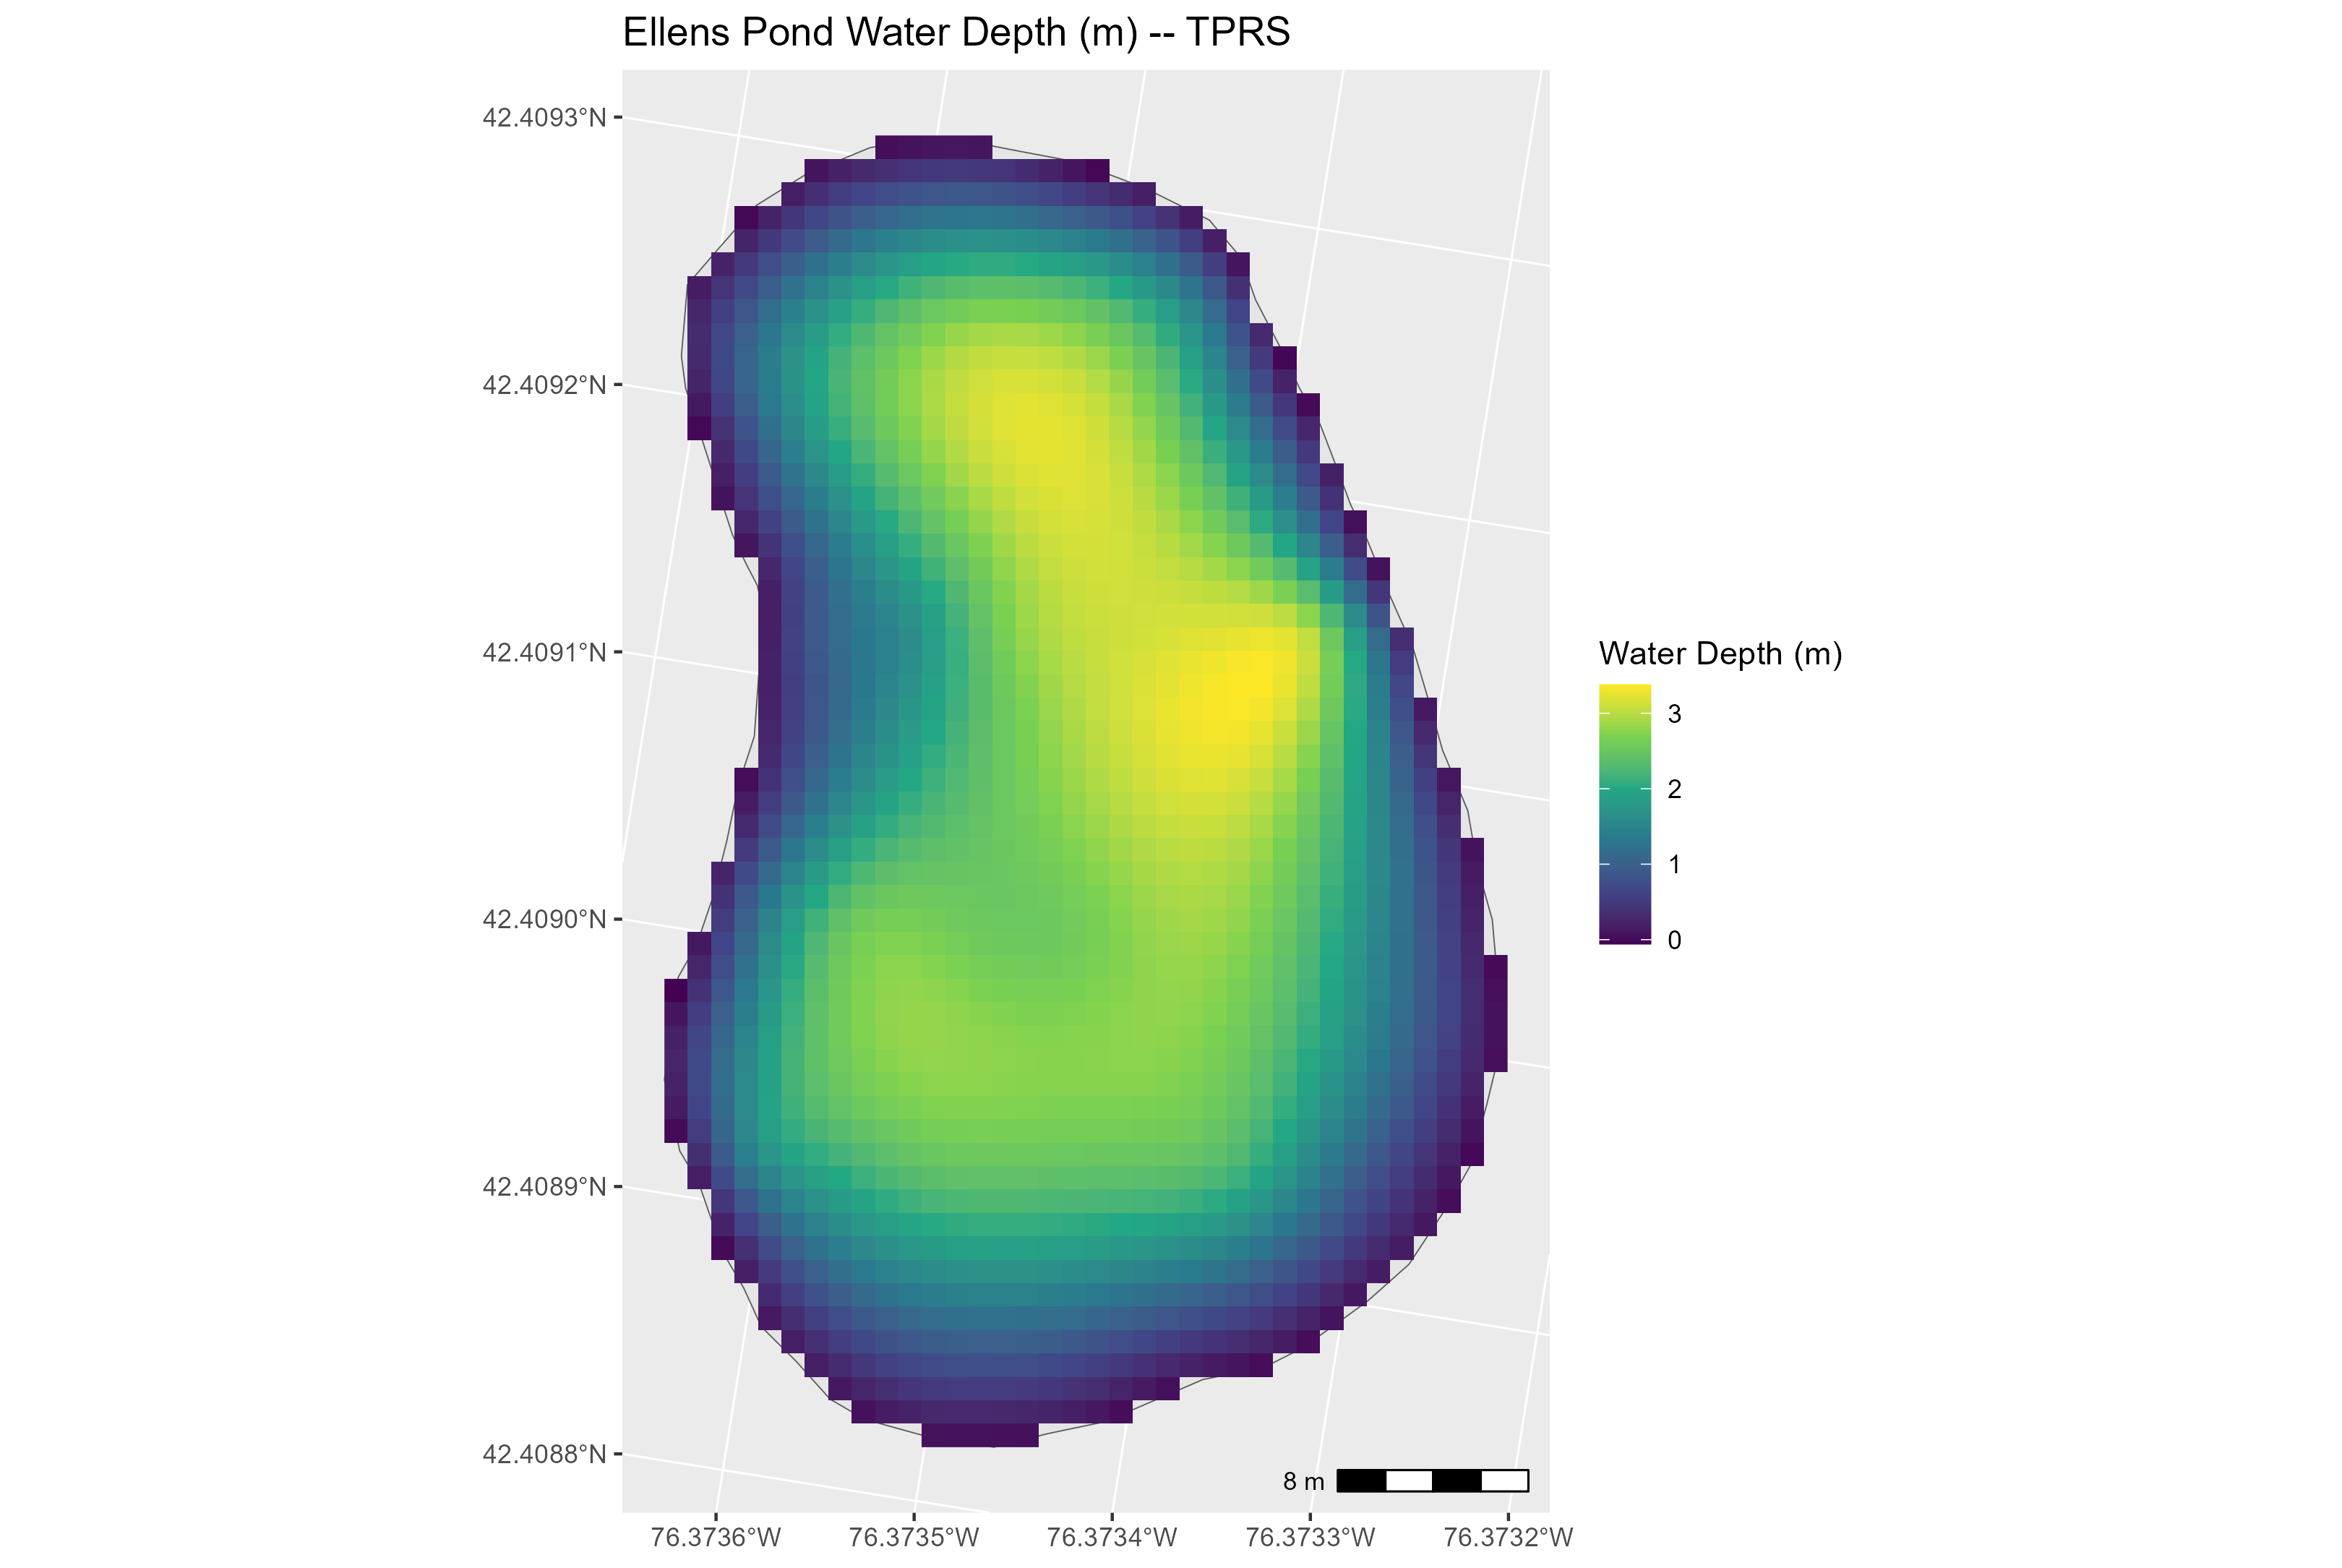 Ellens Pond Water Depth (m) -- TPRS
42.4093°N
42.4092°N
42.4091°N
42.4090°N
42.4089°N
42.4088°N
Water Depth (m)
3
2
1
0
8 m
76.3736°W 76.3735°W 76.3734°W 76.3733°W 76.3732°W